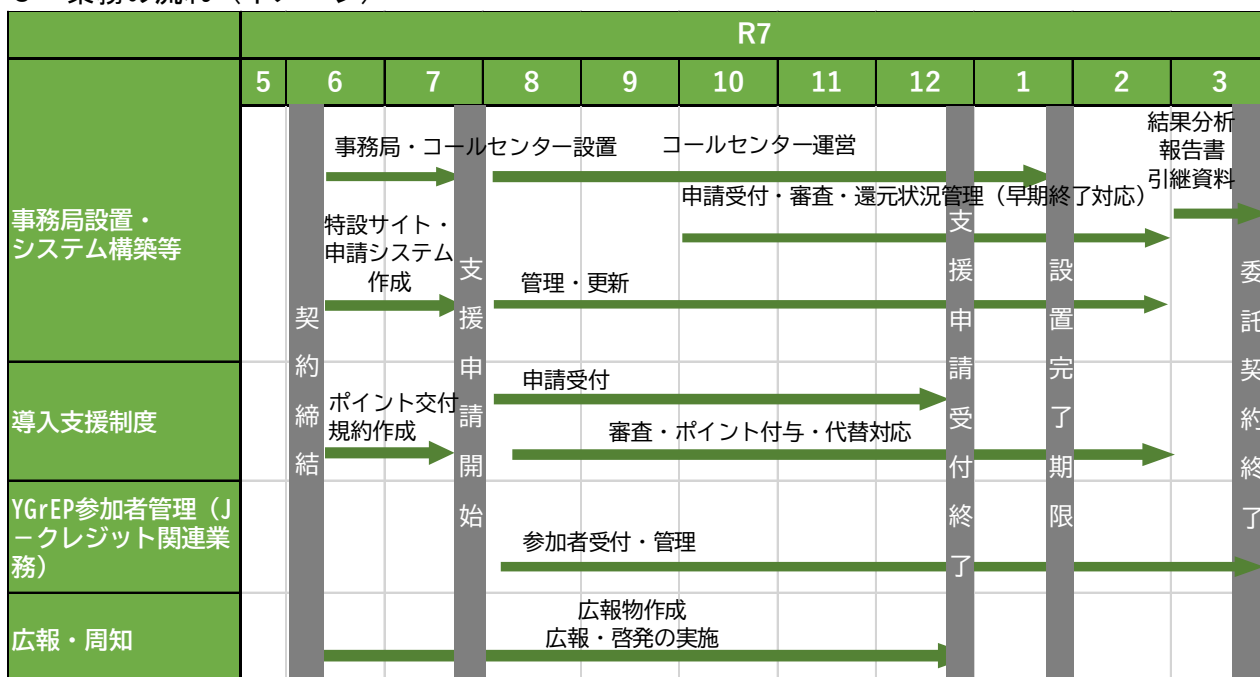 R7
5 6 7 8 9 10 11 12 1 2 3
事務局設置・
システム構築等
事務局・コールセンター設置
コールセンター運営
結果分析
報告書
引継資料
申請受付・審査・還元状況管理（早期終了対応）
特設サイト・
申請システム
作成
管理・更新
導入支援制度
申請受付
ポイント交付
規約作成
審査・ポイント付与・代替対応
YGrEP参加者管理（J
－クレジット関連業
務）
参加者受付・管理
広報・周知
広報物作成
広報・啓発の実施
契約締結
支援申請開始
支援申請受付終了
設置完了期限
委託契約終了